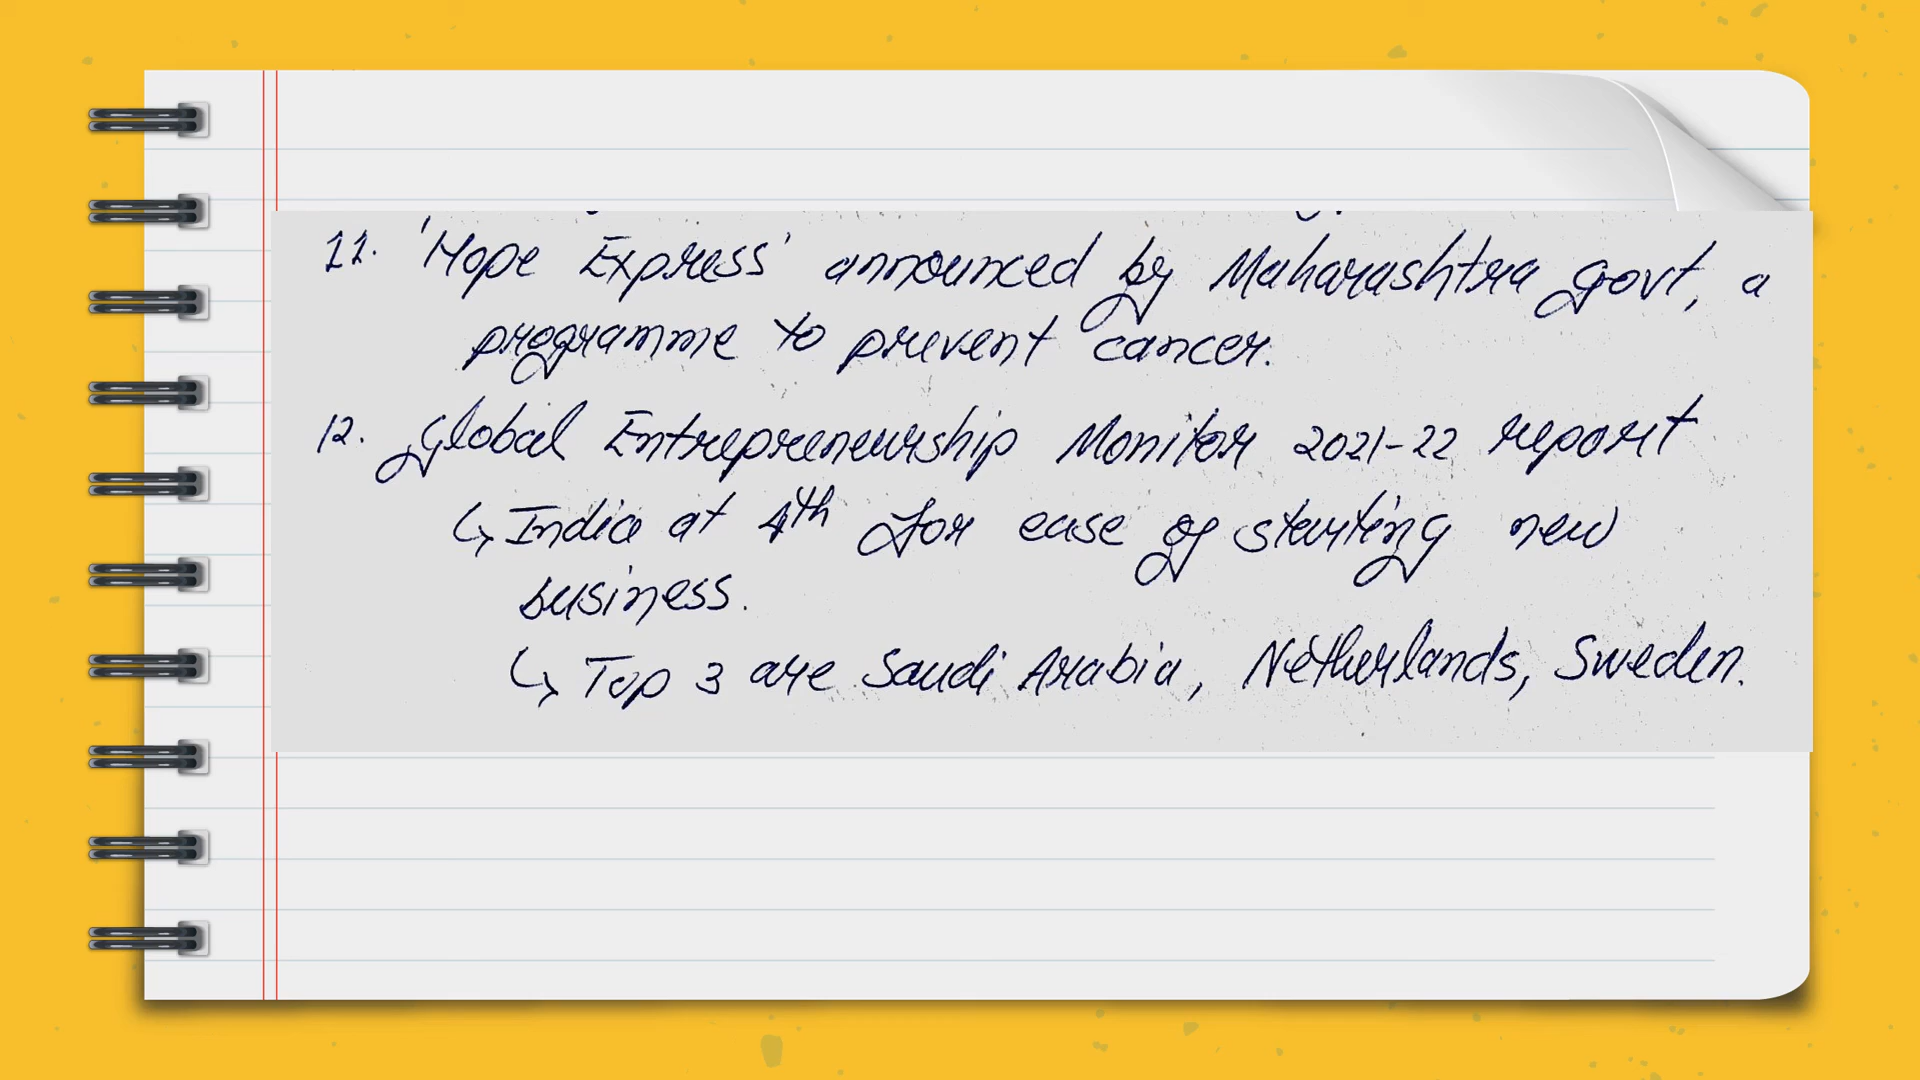 11. 'Hope Express' announced by Maharashtra govt, a
programme to prevent cancer.
12. Global Entrepreneurship Monitor 2021-22 report
↳ India at 4th for ease of starting new
business.
↳ Top 3 are Saudi Arabia, Netherlands, Sweden.